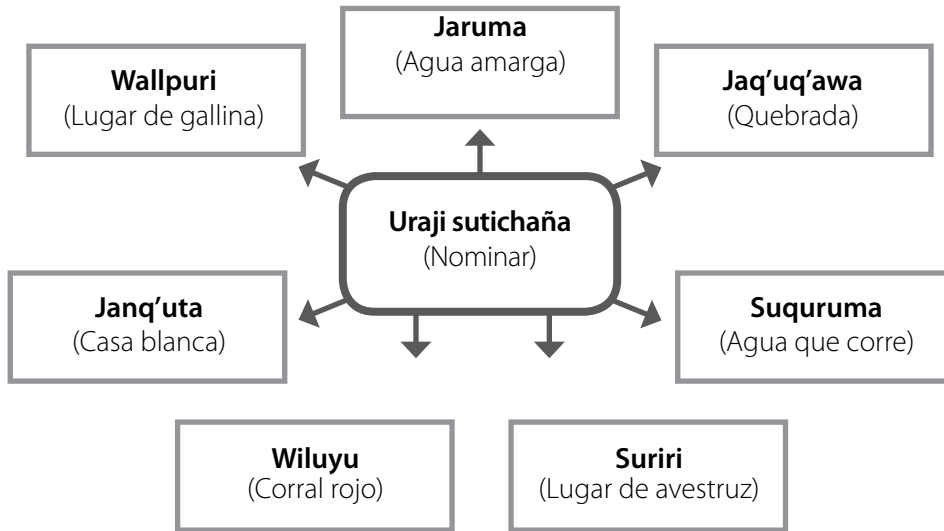 Jaruma
(Agua amarga)
Wallpuri
(Lugar de gallina)
Jaq’uq’awa
(Quebrada)
Uraji sutichaña
(Nominar)
Janq’uta
(Casa blanca)
Suquruma
(Agua que corre)
Wiluyu
(Corral rojo)
Suriri
(Lugar de avestruz)